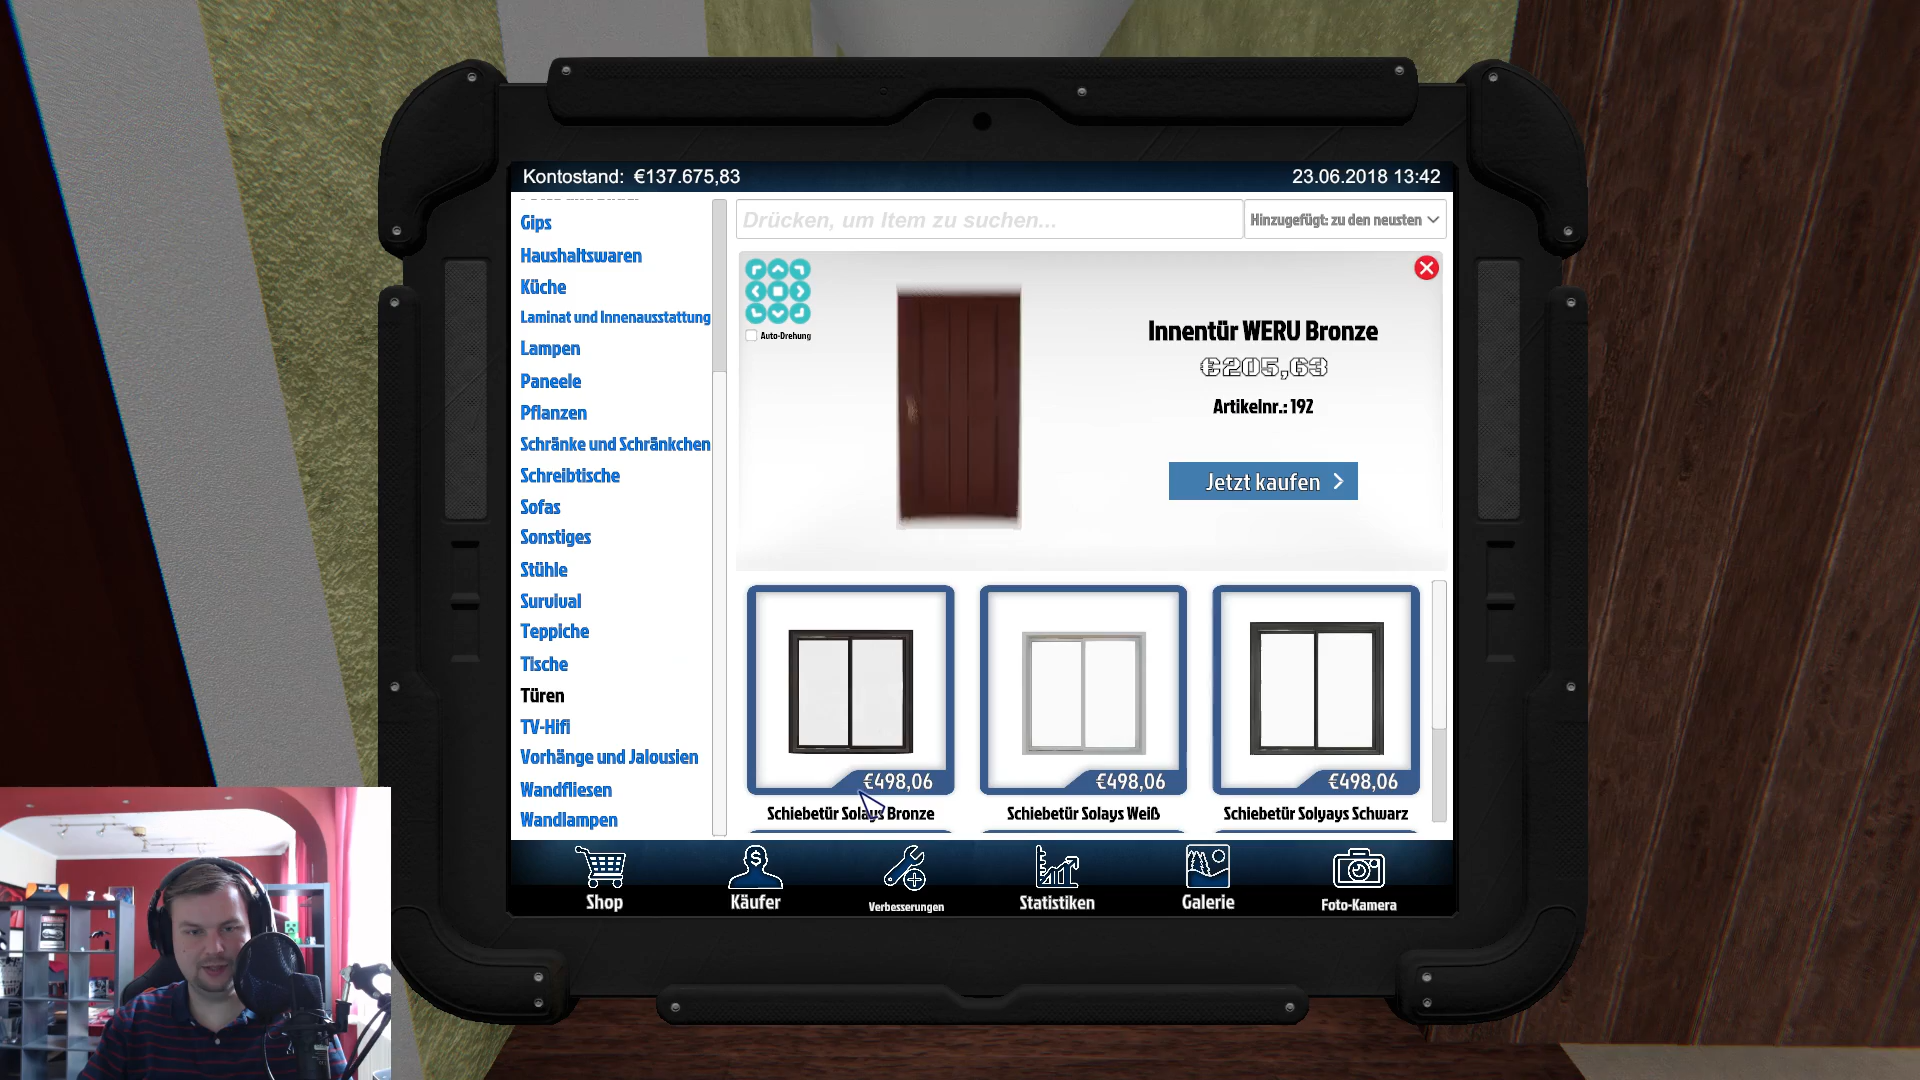 Kontostand: €137.675,83
23.06.2018 13:42
Gips
Haushaltswaren
Küche
Laminat und Innenausstattung
Lampen
Paneele
Pflanzen
Schränke und Schränkchen
Schreibtische
Sofas
Sonstiges
Stühle
Survival
Teppiche
Tische
Türen
TV-Hifi
Vorhänge und Jalousien
Wandfliesen
Wandlampen
Drücken, um Item zu suchen...
Hinzugefügt: zu den neusten
Auto-Drehung
Innentür WERU Bronze
€205,63
Artikelnr.: 192
Jetzt kaufen
€498,06
€498,06
€498,06
Schiebetür Solays Bronze
Schiebetür Solays Weiß
Schiebetür Solyays Schwarz
Shop
Käufer
Verbesserungen
Statistiken
Galerie
Foto-Kamera